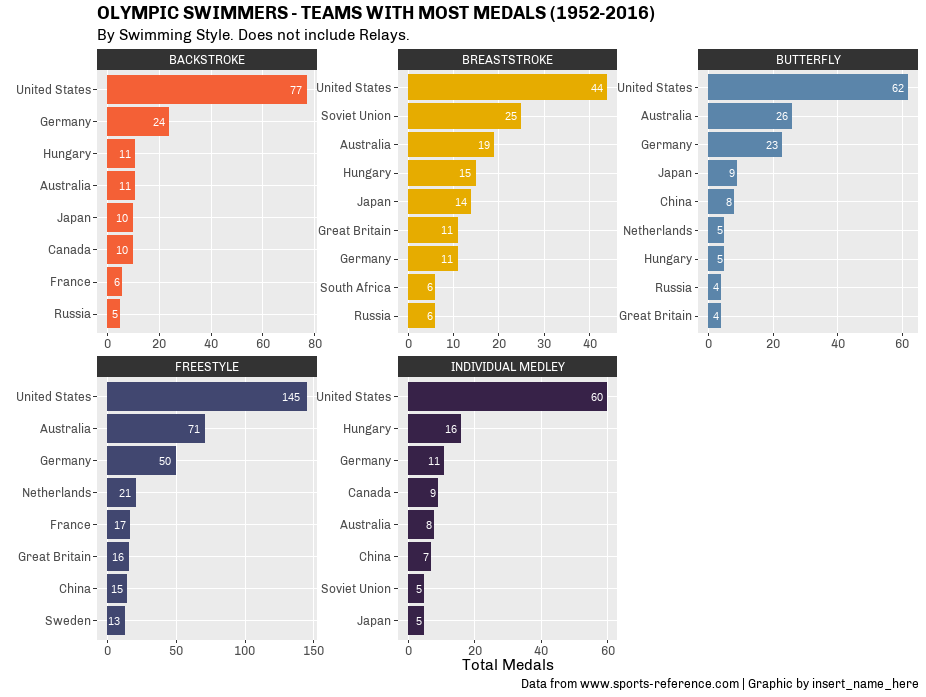 OLYMPIC SWIMMERS - TEAMS WITH MOST MEDALS (1952-2016)
By Swimming Style. Does not include Relays.
BACKSTROKE
United States 77
Germany 24
Hungary 11
Australia 11
Japan 10
Canada 10
France 6
Russia 5
0 20 40 60 80
BREASTSTROKE
United States 44
Soviet Union 25
Australia 19
Hungary 15
Japan 14
Great Britain 11
Germany 11
South Africa 6
Russia 6
0 10 20 30 40
BUTTERFLY
United States 62
Australia 26
Germany 23
Japan 9
China 8
Netherlands 5
Hungary 5
Russia 4
Great Britain 4
0 20 40 60
FREESTYLE
United States 145
Australia 71
Germany 50
Netherlands 21
France 17
Great Britain 16
China 15
Sweden 13
0 50 100 150
INDIVIDUAL MEDLEY
United States 60
Hungary 16
Germany 11
Canada 9
Australia 8
China 7
Soviet Union 5
Japan 5
0 20 40 60
Total Medals
Data from www.sports-reference.com | Graphic by insert_name_here